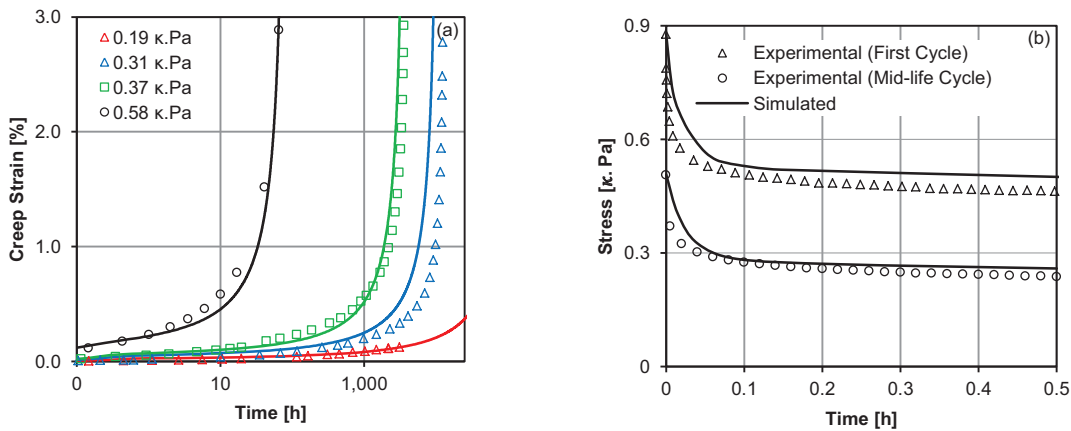 3.0
2.0
1.0
0.0
Creep Strain [%]
(a)
0.19 κ.Pa
0.31 κ.Pa
0.37 κ.Pa
0.58 κ.Pa
0
10
1,000
Time [h]
0.9
0.6
0.3
0
Stress [κ. Pa]
(b)
Experimental (First Cycle)
Experimental (Mid-life Cycle)
Simulated
0
0.1
0.2
0.3
0.4
0.5
Time [h]